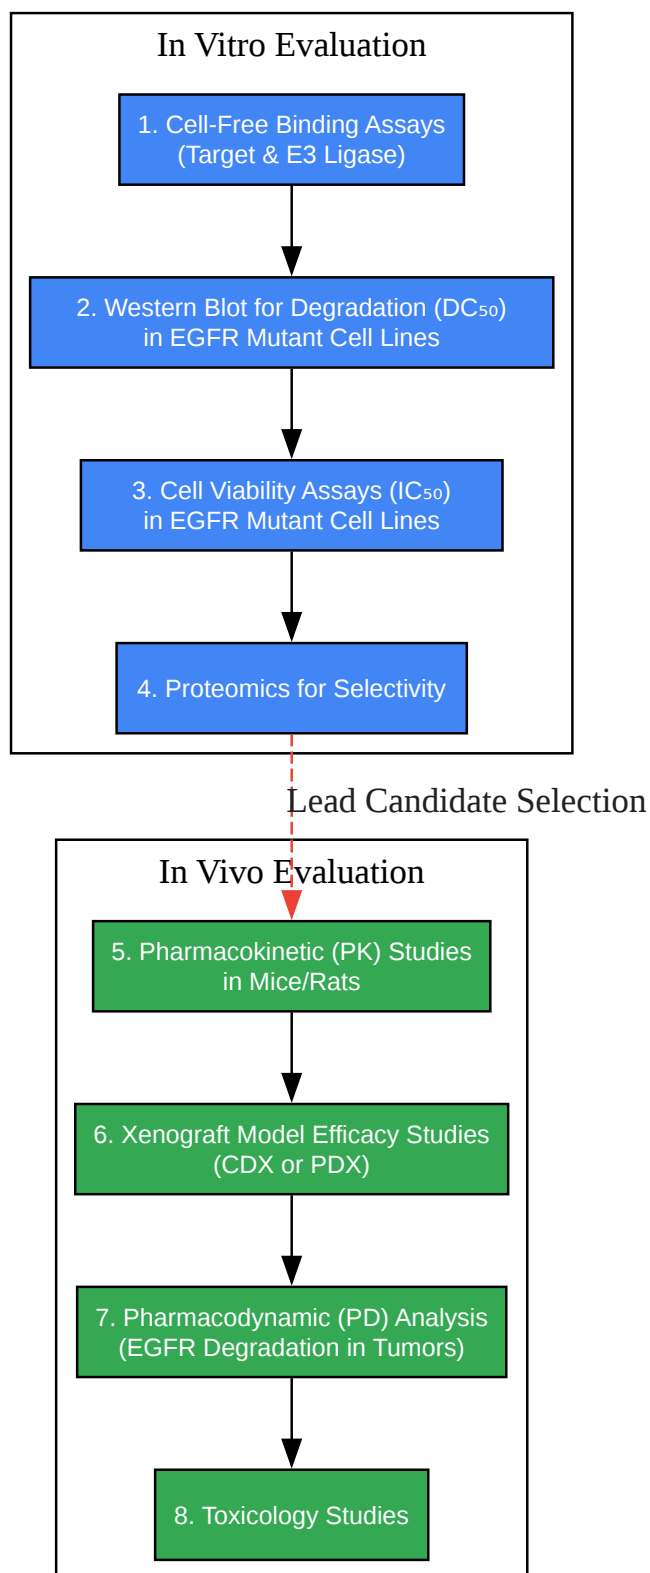 In Vitro Evaluation
1. Cell-Free Binding Assays
(Target & E3 Ligase)
2. Western Blot for Degradation (DC₅₀)
in EGFR Mutant Cell Lines
3. Cell Viability Assays (IC₅₀)
in EGFR Mutant Cell Lines
4. Proteomics for Selectivity
Lead Candidate Selection
In Vivo Evaluation
5. Pharmacokinetic (PK) Studies
in Mice/Rats
6. Xenograft Model Efficacy Studies
(CDX or PDX)
7. Pharmacodynamic (PD) Analysis
(EGFR Degradation in Tumors)
8. Toxicology Studies